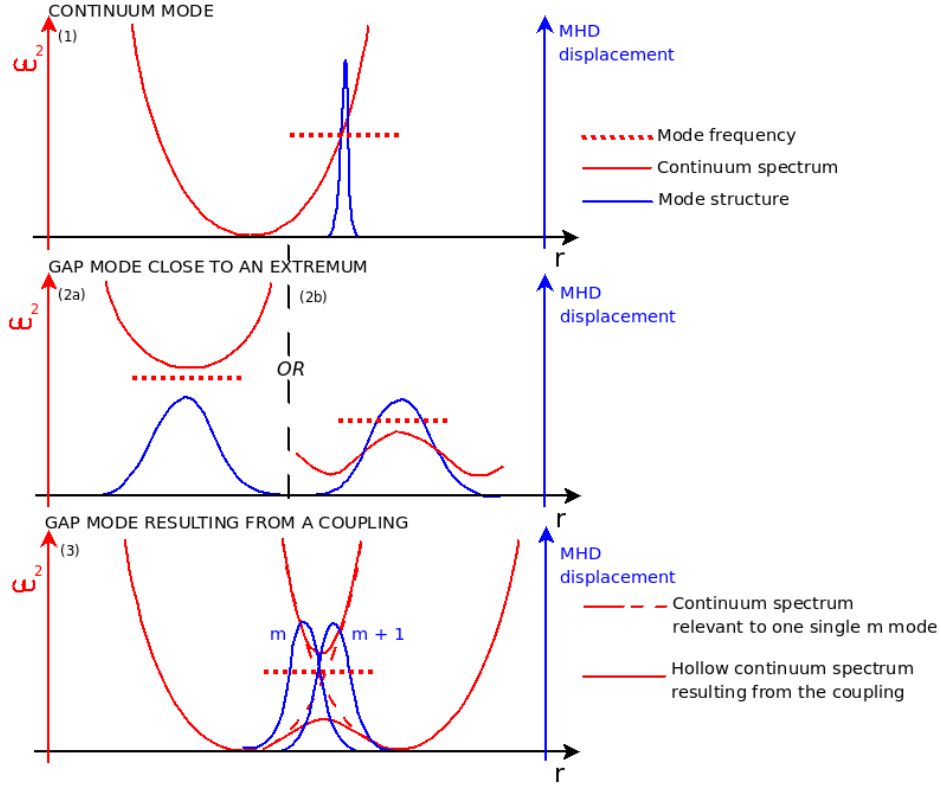 CONTINUUM MODE
(1)
ω²
MHD
displacement
r
Mode frequency
Continuum spectrum
Mode structure
GAP MODE CLOSE TO AN EXTREMUM
(2a)
(2b)
ω²
OR
MHD
displacement
r
GAP MODE RESULTING FROM A COUPLING
(3)
ω²
m
m + 1
MHD
displacement
r
Continuum spectrum
relevant to one single m mode
Hollow continuum spectrum
resulting from the coupling